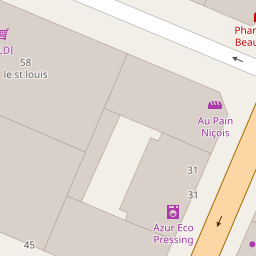 Phar
Beau
LDI
58
le st louis
Au Pain
Niçois
31
31
Azur Eco
Pressing
45